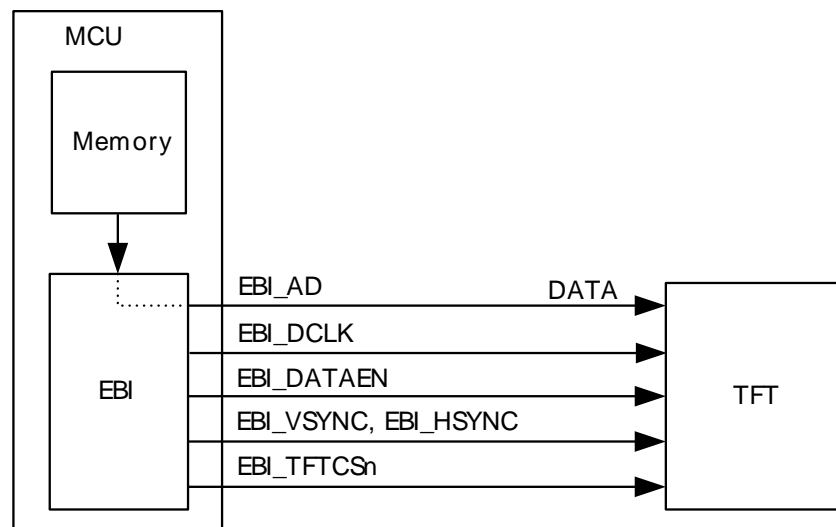 MCU
Memory
EBI_AD DATA
EBI_DCLK
EBI_DATAEN
EBI TFT
EBI_VSYNC, EBI_HSYNC
EBI_TFTCSn